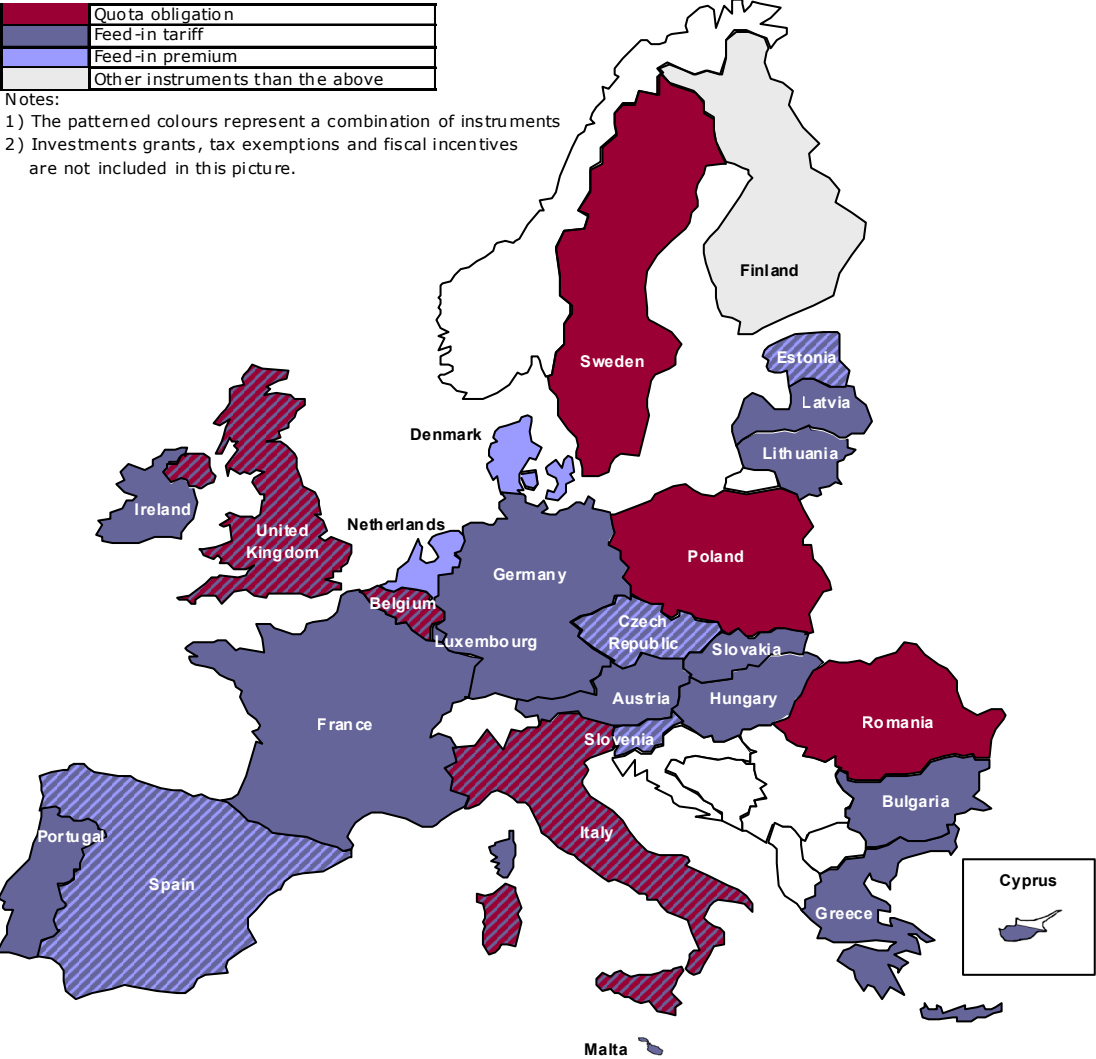 Quota obligation
Feed-in tariff
Feed-in premium
Other instruments than the above
Notes:
1) The patterned colours represent a combination of instruments
2) Investments grants, tax exemptions and fiscal incentives
are not included in this picture.
Finland
Sweden
Estonia
Latvia
Denmark
Lithuania
Ireland
Netherlands
United
Kingdom
Poland
Germany
Belgium
Czech
Republic
Luxembourg
Slovakia
Austria
Hungary
France
Romania
Slovenia
Bulgaria
Italy
Portugal
Spain
Cyprus
Greece
Malta